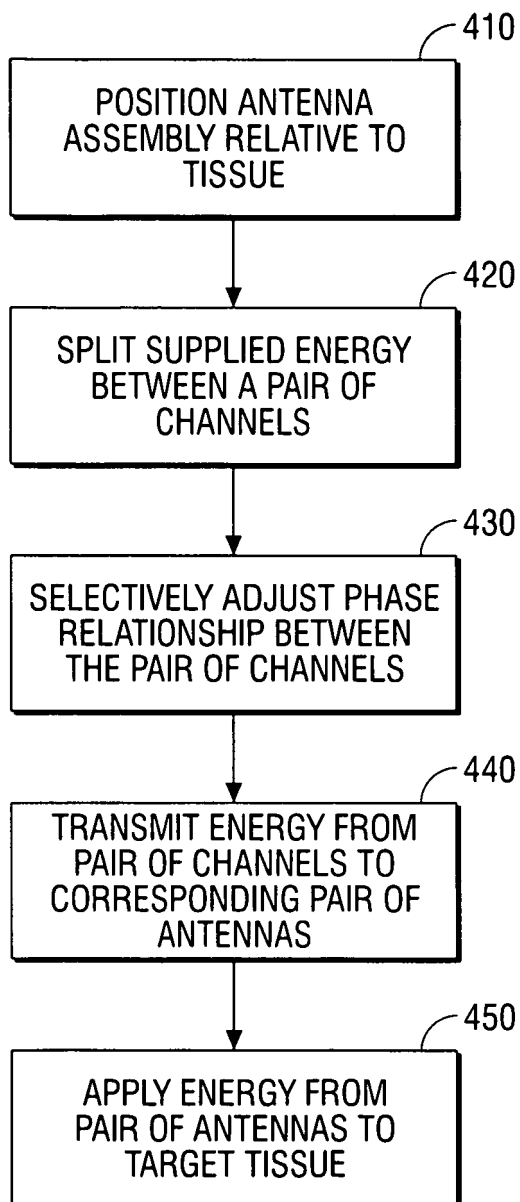 410
POSITION ANTENNA
ASSEMBLY RELATIVE TO
TISSUE
420
SPLIT SUPPLIED ENERGY
BETWEEN A PAIR OF
CHANNELS
430
SELECTIVELY ADJUST PHASE
RELATIONSHIP BETWEEN
THE PAIR OF CHANNELS
440
TRANSMIT ENERGY FROM
PAIR OF CHANNELS TO
CORRESPONDING PAIR OF
ANTENNAS
450
APPLY ENERGY FROM
PAIR OF ANTENNAS TO
TARGET TISSUE